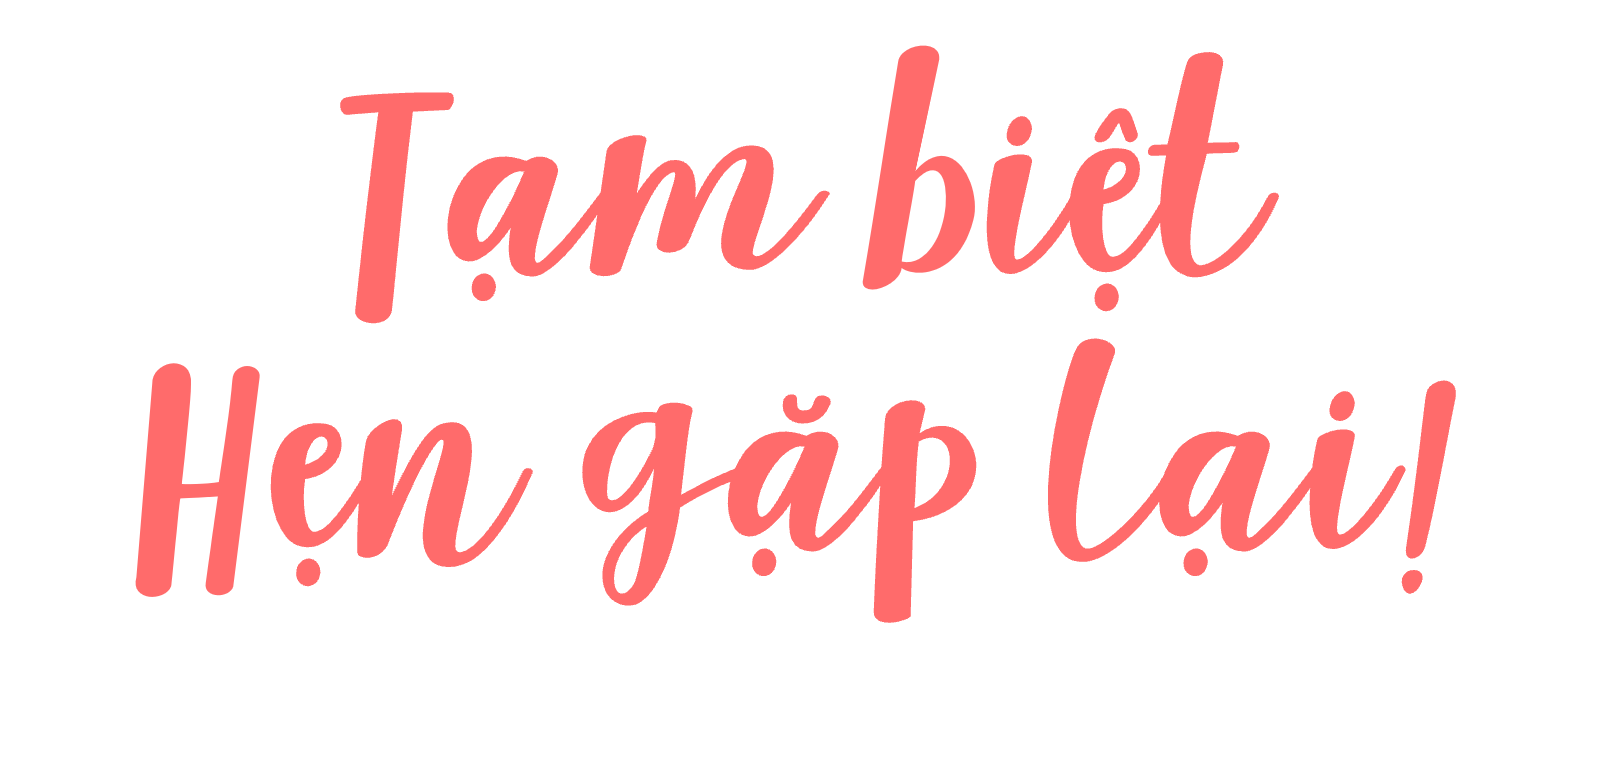 Tạm biệt
Hẹn gặp lại!